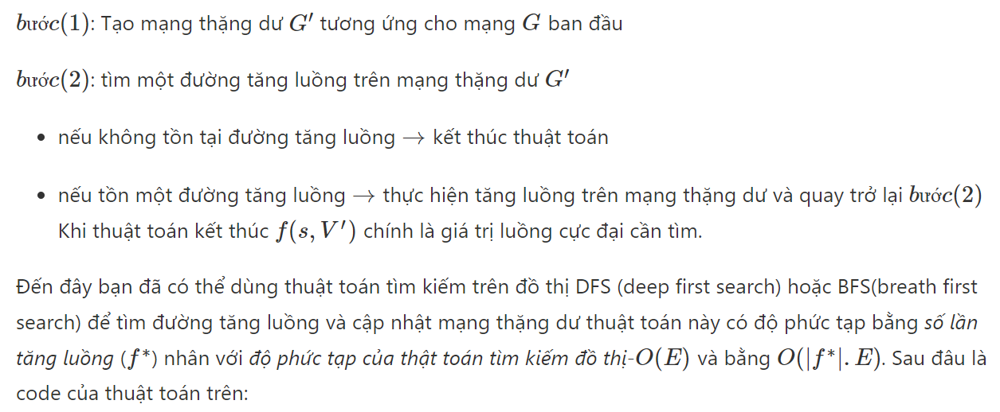 bước(1): Tạo mạng thặng dư G′ tương ứng cho mạng G ban đầu
bước(2): tìm một đường tăng luồng trên mạng thặng dư G′
• nếu không tồn tại đường tăng luồng → kết thúc thuật toán
• nếu tồn một đường tăng luồng → thực hiện tăng luồng trên mạng thặng dư và quay trở lại bước(2)
Khi thuật toán kết thúc f(s, V′) chính là giá trị luồng cực đại cần tìm.
Đến đây bạn đã có thể dùng thuật toán tìm kiếm trên đồ thị DFS (deep first search) hoặc BFS(breath first
search) để tìm đường tăng luồng và cập nhật mạng thặng dư thuật toán này có độ phức tạp bằng số lần
tăng luồng (f*) nhân với độ phức tạp của thật toán tìm kiếm đồ thị-O(E) và bằng O(|f*|.E). Sau đâu là
code của thuật toán trên: